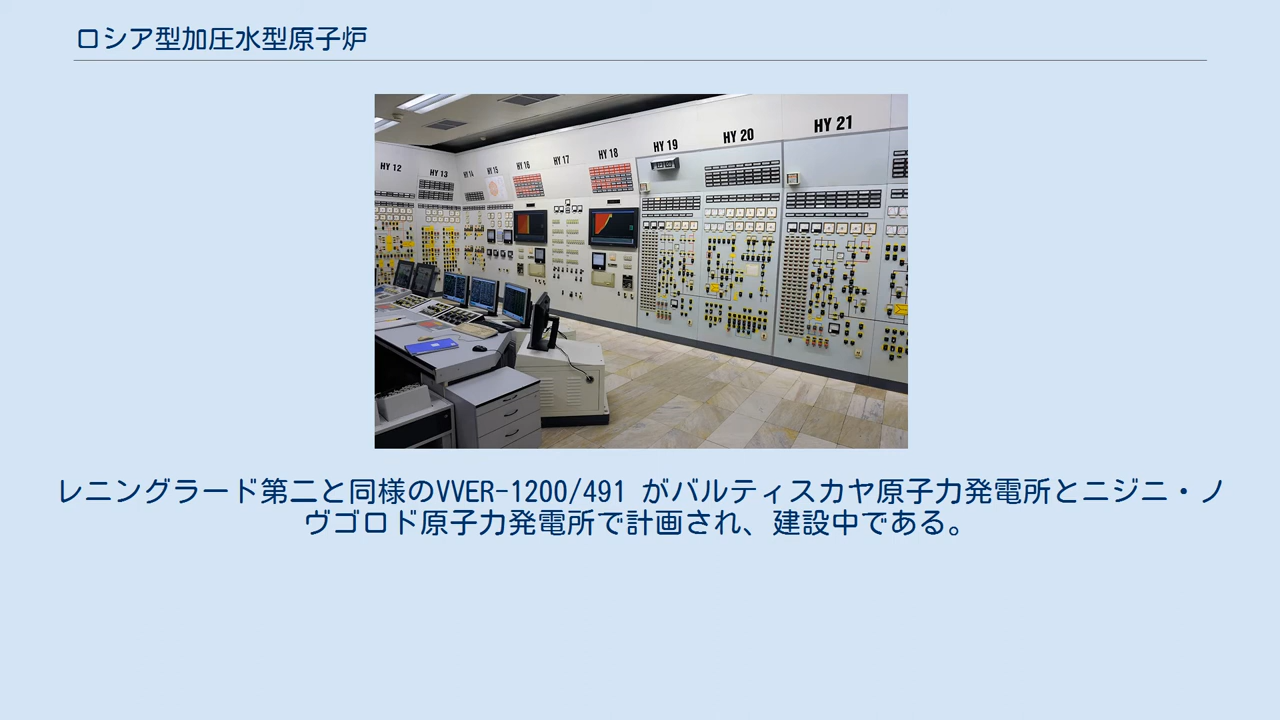 ロシア型加圧水型原子炉
HY 12
HY 13
HY 14
HY 15
HY 16
HY 17
HY 18
HY 19
HY 20
HY 21
レニングラード第二と同様のVVER-1200/491 がバルティスカヤ原子力発電所とニジニ・ノ
ヴゴロド原子力発電所で計画され、建設中である。